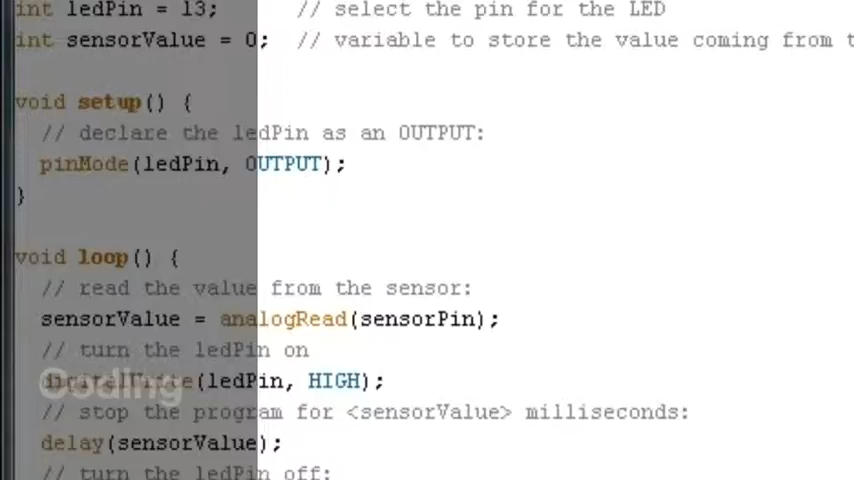 int ledPin = 13;      // select the pin for the LED
int sensorValue = 0;  // variable to store the value coming from
void setup() {
  // declare the ledPin as an OUTPUT:
  pinMode(ledPin, OUTPUT);
}
void loop() {
  // read the value from the sensor:
  sensorValue = analogRead(sensorPin);
  // turn the ledPin on
  digitalWrite(ledPin, HIGH);
Coding
  // stop the program for <sensorValue> milliseconds:
  delay(sensorValue);
  // turn the ledPin off: